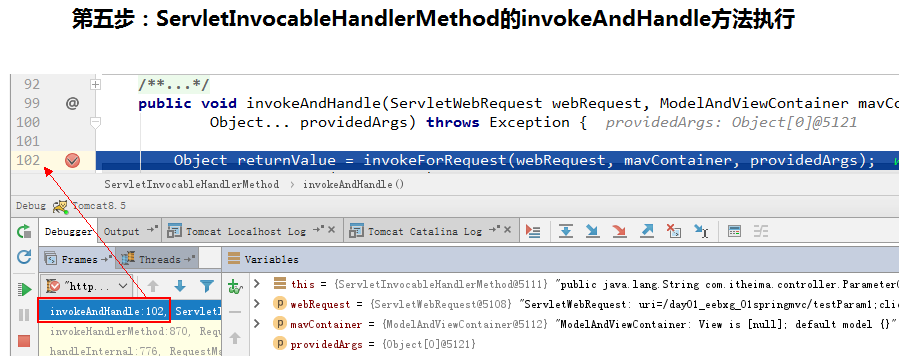 第五步：ServletInvocableHandlerMethod的invokeAndHandle方法执行
92 /**...*/
99 @ public void invokeAndHandle(ServletWebRequest webRequest, ModelAndViewContainer mavCo
100 Object... providedArgs) throws Exception { providedArgs: Object[0]@5121
101
102 Object returnValue = invokeForRequest(webRequest, mavContainer, providedArgs);
ServletInvocableHandlerMethod › invokeAndHandle()
Debug Tomcat8.5
Debugger Output Tomcat Localhost Log Tomcat Catalina Log
Frames Threads Variables
"http...
this = {ServletInvocableHandlerMethod@5111} "public java.lang.String com.itheima.controller.Parameter(
invokeAndHandle:102, Servletl
webRequest = {ServletWebRequest@5108} "ServletWebRequest: uri=/day01_eebxg_01springmvc/testParam1;clie
invokeHandlerMethod:870, Reque
mavContainer = {ModelAndViewContainer@5112} "ModelAndViewContainer: View is [null]; default model {}"
handleInternal:776, RequestMa
providedArgs = {Object[0]@5121}